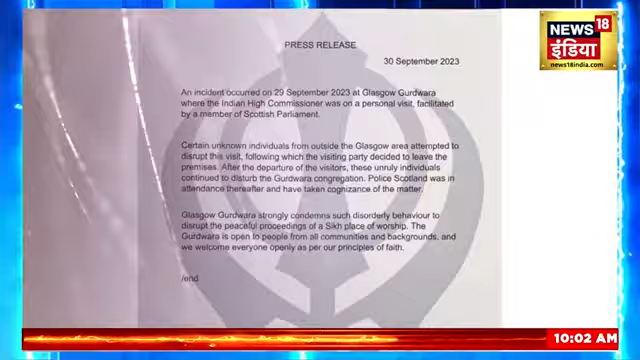 PRESS RELEASE
30 September 2023
An incident occurred on 29 September 2023 at Glasgow Gurdwara
where the Indian High Commissioner was on a personal visit, facilitated
by a member of Scottish Parliament.
Certain unknown individuals from outside the Glasgow area attempted to
disrupt this visit, following which the visiting party decided to leave the
premises. After the departure of the visitors, these unruly individuals
continued to disturb the Gurdwara congregation. Police Scotland was in
attendance thereafter and have taken cognizance of the matter.
Glasgow Gurdwara strongly condemns such disorderly behaviour to
disrupt the peaceful proceedings of a Sikh place of worship. The
Gurdwara is open to people from all communities and backgrounds, and
we welcome everyone openly as per our principles of faith.
/end
NEWS 18
इंडिया
news18india.com
10:02 AM